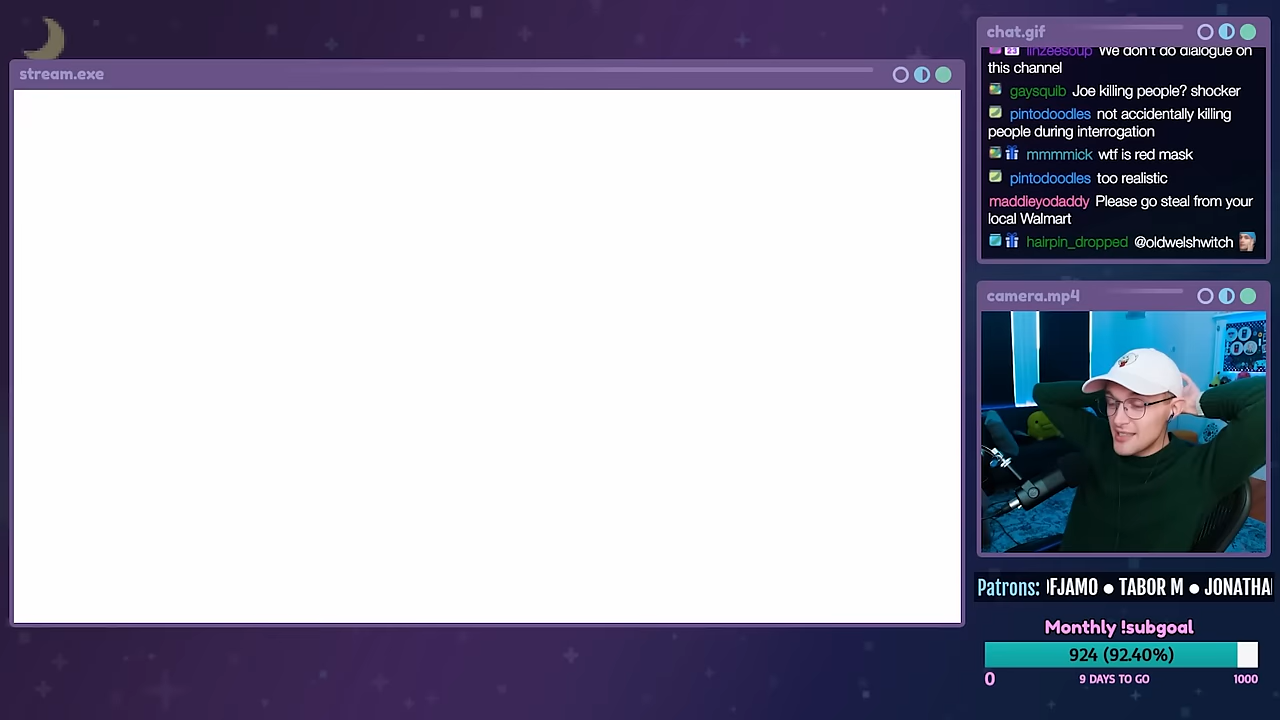 stream.exe
chat.gif
linzeesoup We don't do dialogue on
this channel
gaysquib Joe killing people? shocker
pintodoodles not accidentally killing
people during interrogation
mmmmick wtf is red mask
pintodoodles too realistic
maddieyodaddy Please go steal from your
local Walmart
hairpin_dropped @oldwelshwitch
camera.mp4
Patrons: FJAMO ● TABOR M ● JONATHA
Monthly !subgoal
924 (92.40%)
0 9 DAYS TO GO 1000